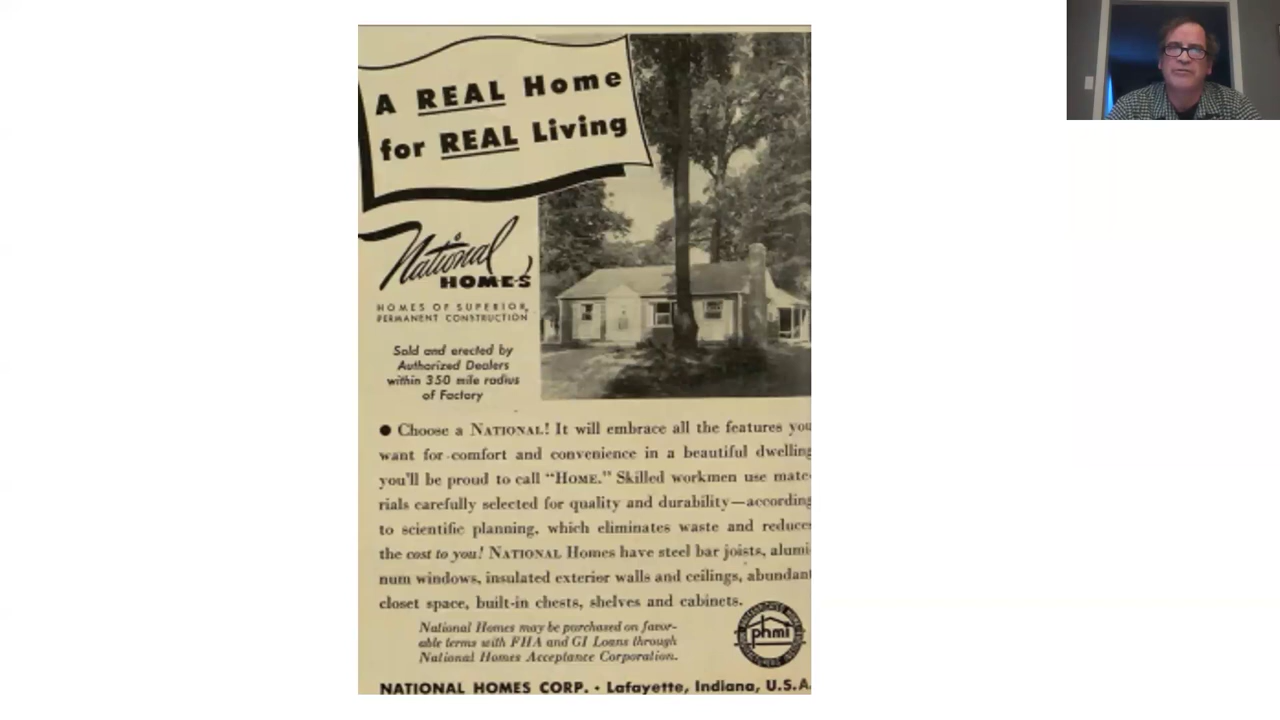 A REAL Home
for REAL Living
National
HOMES
HOMES OF SUPERIOR,
PERMANENT CONSTRUCTION
Sold and erected by
Authorized Dealers
within 350 mile radius
of Factory
● Choose a NATIONAL! It will embrace all the features you
want for comfort and convenience in a beautiful dwelling
you'll be proud to call "HOME." Skilled workmen use mate-
rials carefully selected for quality and durability—according
to scientific planning, which eliminates waste and reduces
the cost to you! NATIONAL Homes have steel bar joists, alumi-
num windows, insulated exterior walls and ceilings, abundant
closet space, built-in chests, shelves and cabinets.
National Homes may be purchased on favor-
able terms with FHA and GI Loans through
National Homes Acceptance Corporation.
phmi
NATIONAL HOMES CORP. • Lafayette, Indiana, U.S.A.